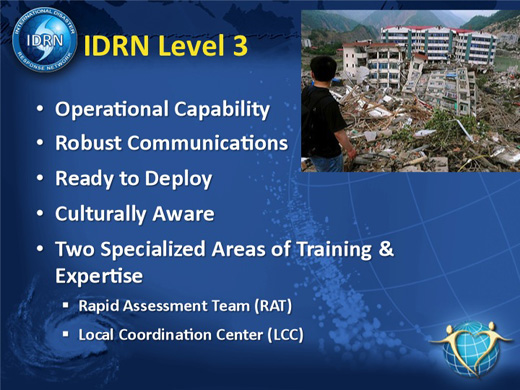 INTERNATIONAL DISASTER
IDRN
RESPONSE NETWORK
IDRN Level 3
• Operational Capability
• Robust Communications
• Ready to Deploy
• Culturally Aware
• Two Specialized Areas of Training &
Expertise
▪ Rapid Assessment Team (RAT)
▪ Local Coordination Center (LCC)